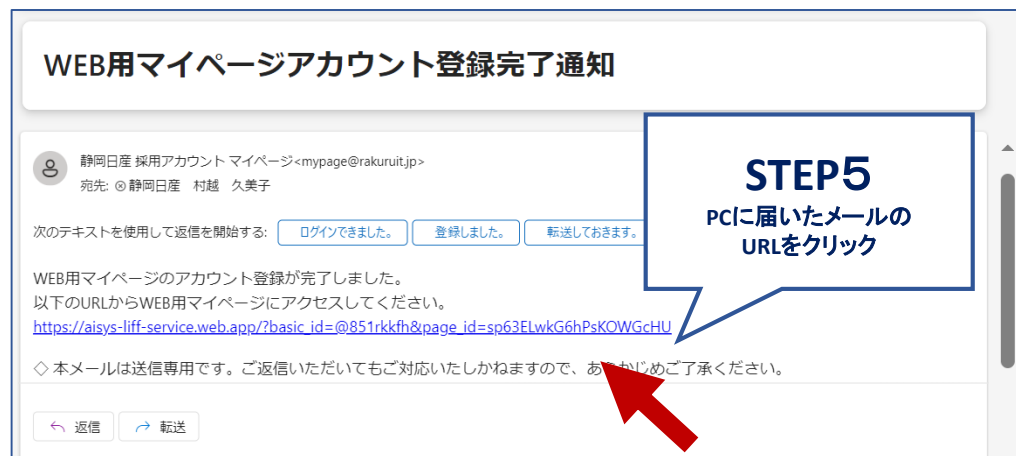 WEB用マイページアカウント登録完了通知
静岡日産 採用アカウント マイページ<mypage@rakuruit.jp>
宛先: 静岡日産 村越 久美子
次のテキストを使用して返信を開始する: ログインできました。 登録しました。 転送しておきます。
STEP5
PCに届いたメールの
URLをクリック
WEB用マイページのアカウント登録が完了しました。
以下のURLからWEB用マイページにアクセスしてください。
https://aisys-liff-service.web.app/?basic_id=@851rkkfh&page_id=sp63ELwkG6hPsKOWGcHU
◇ 本メールは送信専用です。ご返信いただいてもご対応いたしかねますので、あらかじめご了承ください。
返信 転送